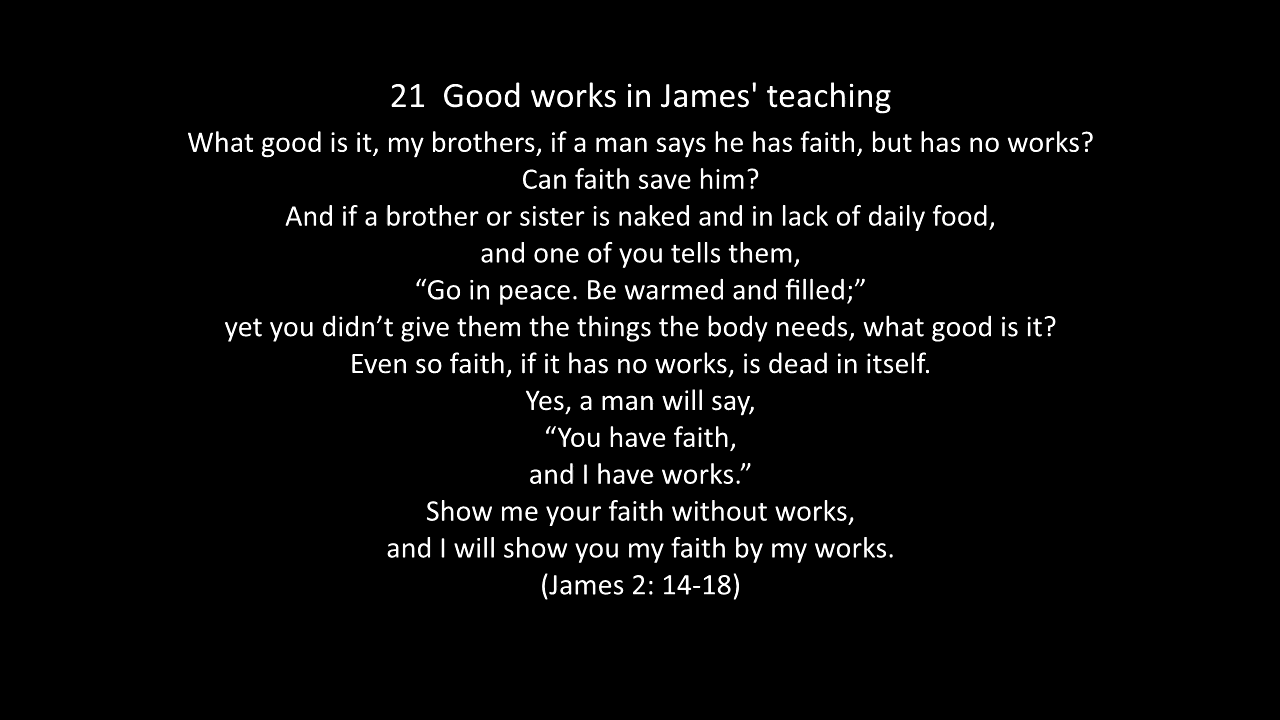 21  Good works in James' teaching
What good is it, my brothers, if a man says he has faith, but has no works?
Can faith save him?
And if a brother or sister is naked and in lack of daily food,
and one of you tells them,
“Go in peace. Be warmed and filled;”
yet you didn’t give them the things the body needs, what good is it?
Even so faith, if it has no works, is dead in itself.
Yes, a man will say,
“You have faith,
and I have works.”
Show me your faith without works,
and I will show you my faith by my works.
(James 2: 14-18)